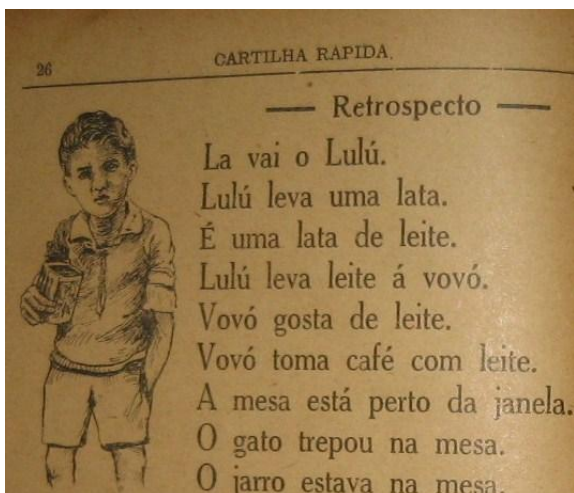 26
CARTILHA RAPIDA.
Retrospecto
La vai o Lulú.
Lulú leva uma lata.
É uma lata de leite.
Lulú leva leite á vovó.
Vovó gosta de leite.
Vovó toma café com leite.
A mesa está perto da janela.
O gato trepou na mesa.
O jarro estava na mesa.